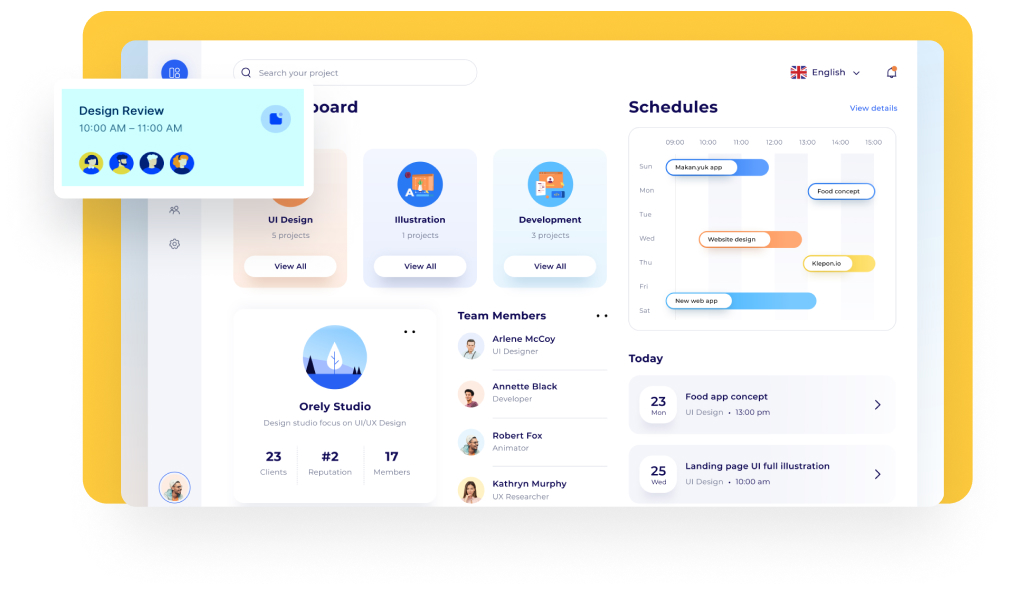 Search your project
English
Design Review
10:00 AM – 11:00 AM
board
UI Design
5 projects
View All
Illustration
1 projects
View All
Development
3 projects
View All
Orely Studio
Design studio focus on UI/UX Design
23
Clients
#2
Reputation
17
Members
Team Members
Arlene McCoy
UI Designer
Annette Black
Developer
Robert Fox
Animator
Kathryn Murphy
UX Researcher
Schedules
View details
09:00 10:00 11:00 12:00 13:00 14:00 15:00
Sun
Makan.yuk app
Mon
Food concept
Tue
Wed
Website design
Thu
Klepon.io
Fri
New web app
Sat
Today
23
Mon
Food app concept
UI Design • 13:00 pm
25
Wed
Landing page UI full illustration
UI Design • 10:00 am